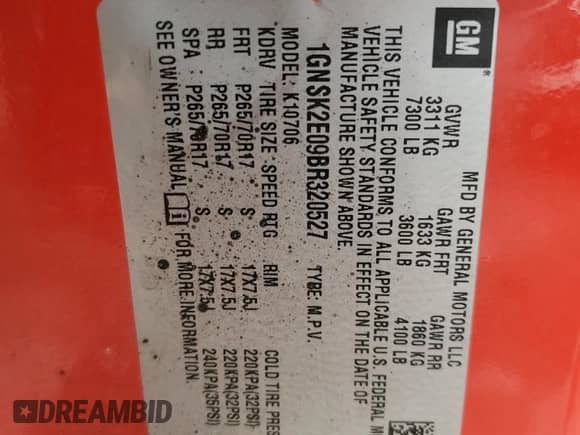 GM
®
MFD BY GENERAL MOTORS LLC
GVWR GAWR FRT GAWR RR
3311 KG 1633 KG 1860 KG
7300 LB 3600 LB 4100 LB
THIS VEHICLE CONFORMS TO ALL APPLICABLE U.S. FEDERAL M
VEHICLE SAFETY STANDARDS IN EFFECT ON THE DATE OF
MANUFACTURE SHOWN ABOVE.
1GNSK2E09BR320527 TYPE: M.P.V.
MODEL: K10706
KDRV TIRE SIZE SPEED RTG RIM COLD TIRE PRES
FRT P265/70R17 S 17X7.5J 220KPA(32PSI)
RR P265/70R17 S 17X7.5J 220KPA(32PSI)
SPA : P265/70R17 S 17X7.5J 240KPA(35PSI)
SEE OWNER'S MANUAL i FOR MORE INFORMATION.
DREAMBID